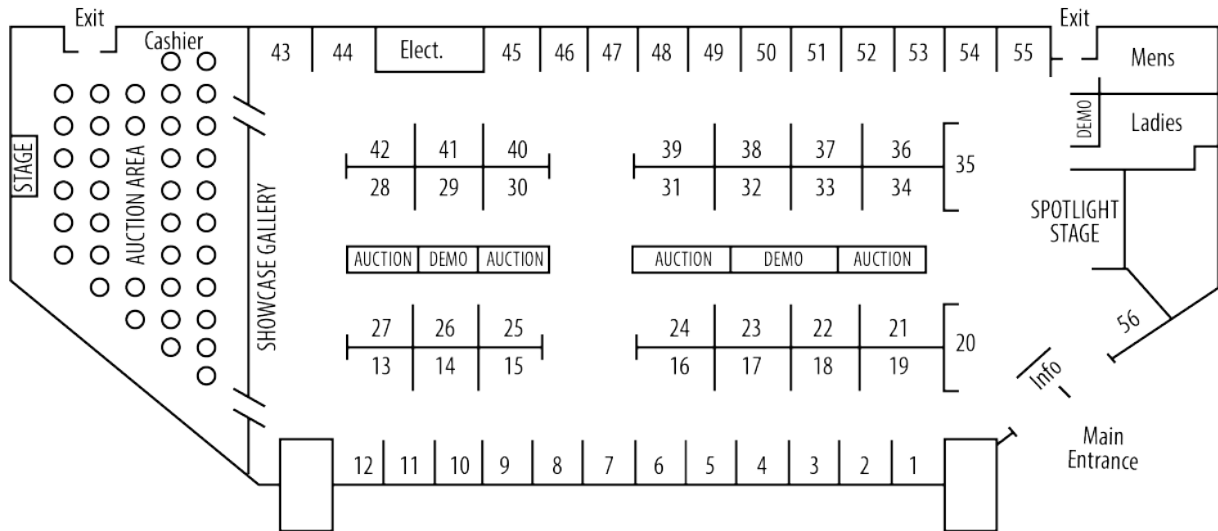 Exit
Exit
Cashier
43 44 Elect. 45 46 47 48 49 50 51 52 53 54 55
Mens
DEMO
Ladies
STAGE
AUCTION AREA
SHOWCASE GALLERY
42 41 40
39 38 37 36
28 29 30
31 32 33 34
35
SPOTLIGHT
STAGE
AUCTION DEMO AUCTION
AUCTION DEMO AUCTION
27 26 25
24 23 22 21
13 14 15
16 17 18 19
20
56
Info
Main
Entrance
12 11 10 9 8 7 6 5 4 3 2 1